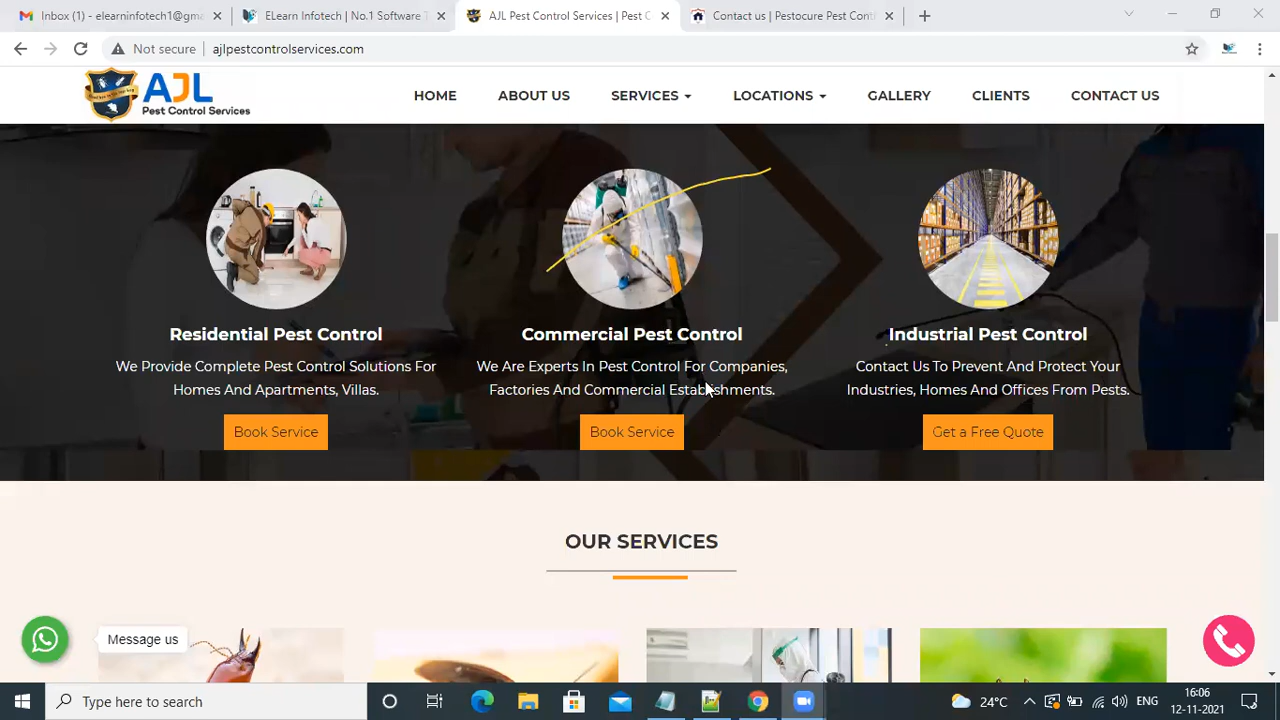 Inbox (1) - elearninfotech1@gma
ELearn Infotech | No.1 Software T
AJL Pest Control Services | Pest C
Contact us | Pestocure Pest Cont
Not secure
ajlpestcontrolservices.com
AJL
Pest Control Services
HOME
ABOUT US
SERVICES
LOCATIONS
GALLERY
CLIENTS
CONTACT US
Residential Pest Control
We Provide Complete Pest Control Solutions For
Homes And Apartments, Villas.
Book Service
Commercial Pest Control
We Are Experts In Pest Control For Companies,
Factories And Commercial Establishments.
Book Service
Industrial Pest Control
Contact Us To Prevent And Protect Your
Industries, Homes And Offices From Pests.
Get a Free Quote
OUR SERVICES
Message us
Type here to search
24°C
ENG
16:06
12-11-2021